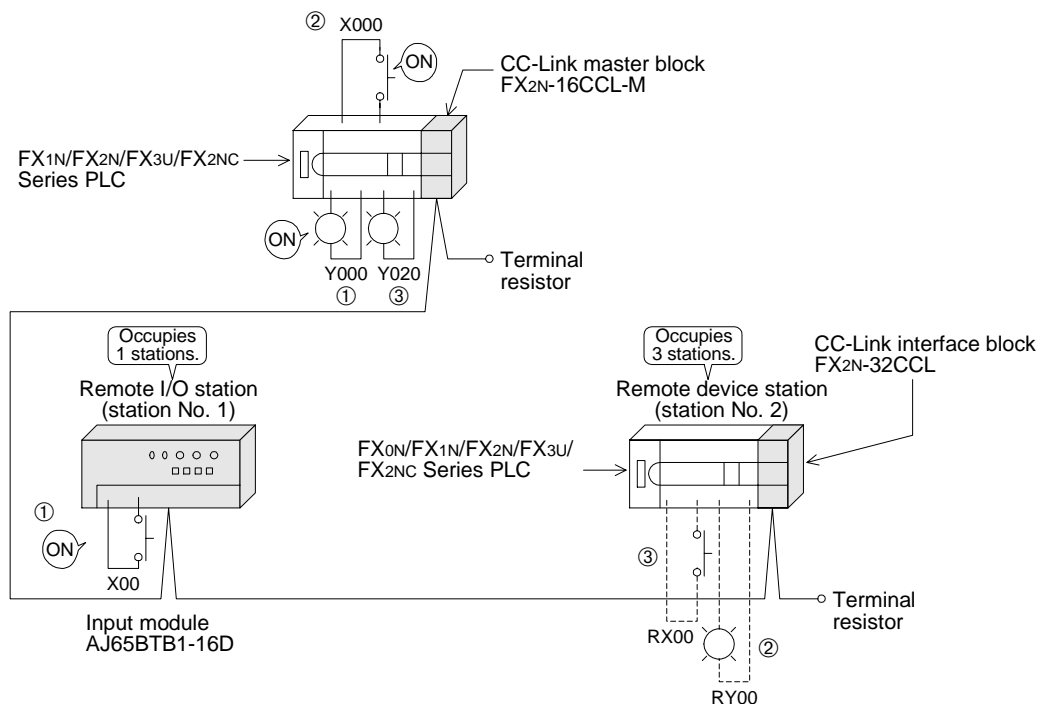 ② X000
ON
CC-Link master block
FX2N-16CCL-M
FX1N/FX2N/FX3U/FX2NC
Series PLC
ON
Y000 Y020
① ③
Terminal
resistor
Occupies
1 stations.
Remote I/O station
(station No. 1)
Occupies
3 stations.
Remote device station
(station No. 2)
CC-Link interface block
FX2N-32CCL
FX0N/FX1N/FX2N/FX3U/
FX2NC Series PLC
①
ON
X00
Input module
AJ65BTB1-16D
③
RX00
②
RY00
Terminal
resistor